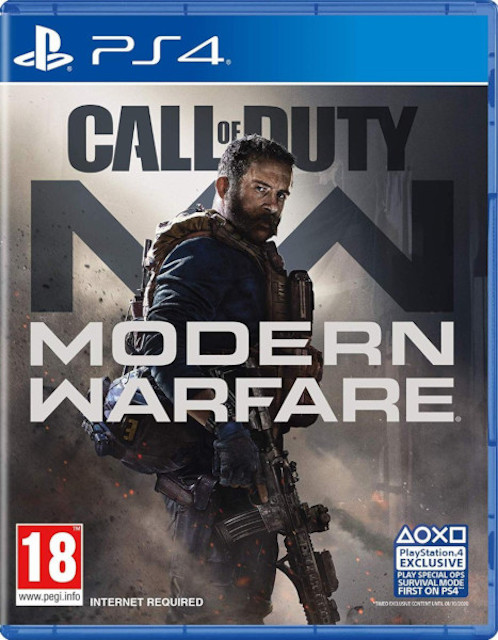 PS4
CALL OF DUTY
MW
MODERN
WARFARE
18
www.pegi.info
INTERNET REQUIRED
PlayStation.4
EXCLUSIVE
PLAY SPECIAL OPS
SURVIVAL MODE
FIRST ON PS4™